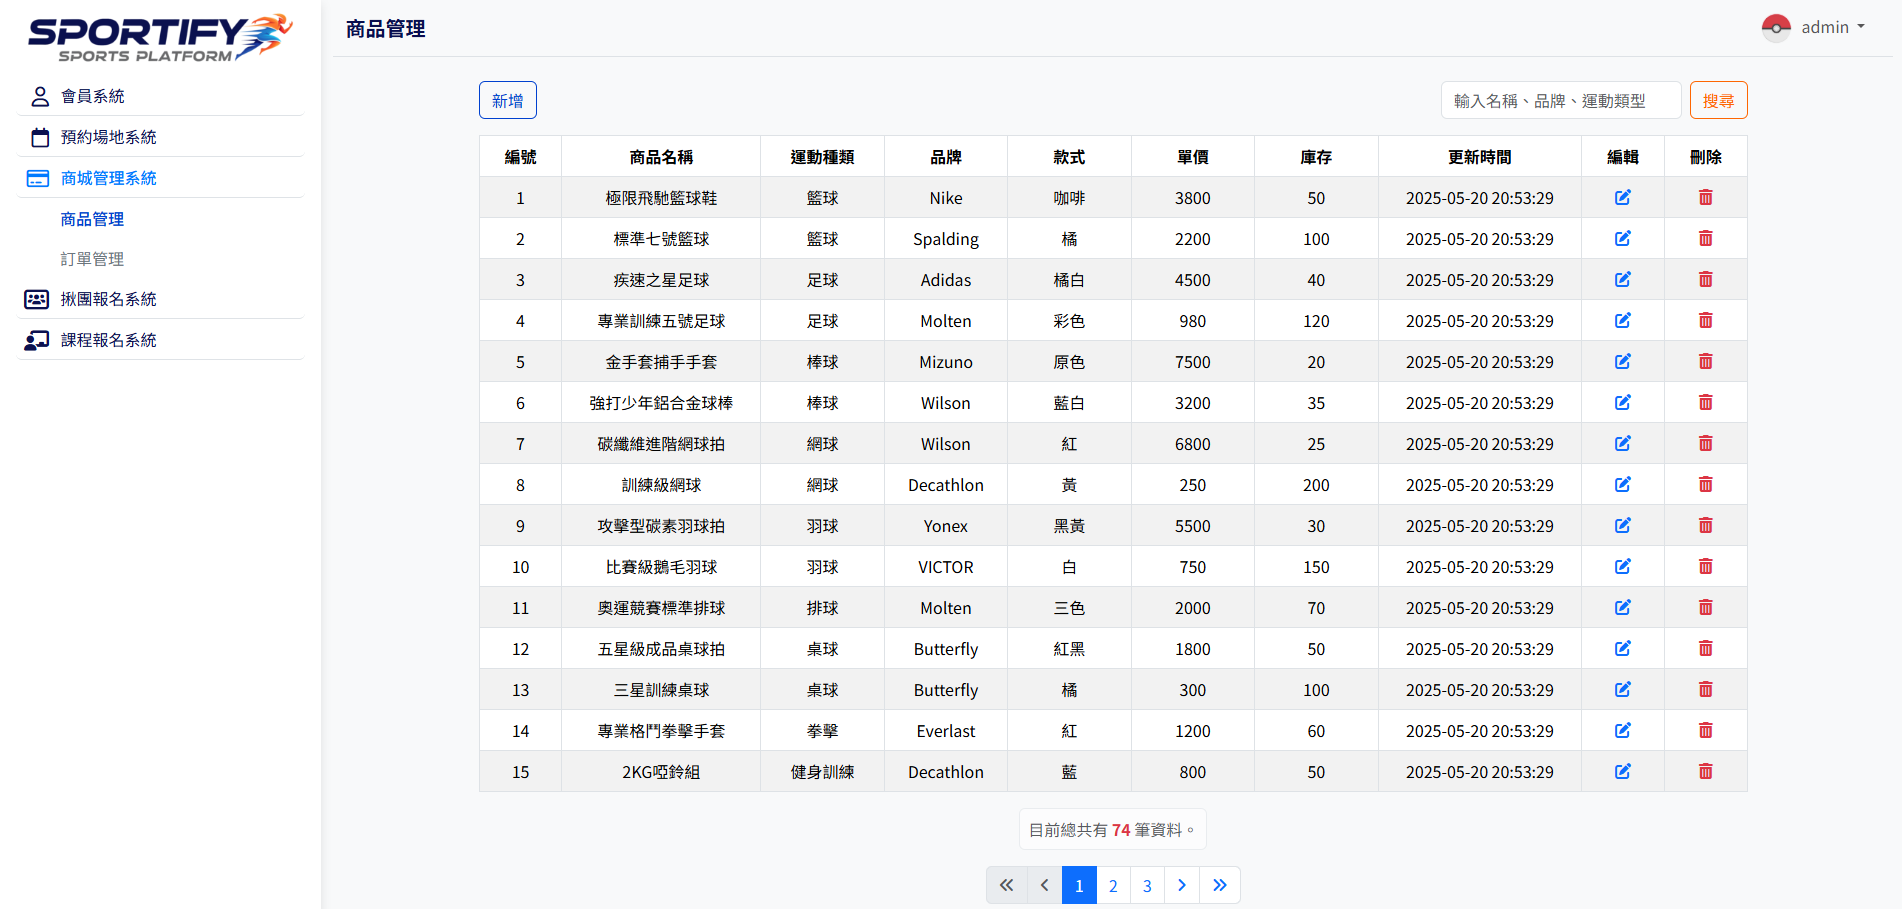 SPORTIFY
SPORTS PLATFORM
會員系統
預約場地系統
商城管理系統
商品管理
訂單管理
揪團報名系統
課程報名系統
商品管理
admin
新增
輸入名稱、品牌、運動類型 搜尋
編號 商品名稱 運動種類 品牌 款式 單價 庫存 更新時間 編輯 刪除
1 極限飛馳籃球鞋 籃球 Nike 咖啡 3800 50 2025-05-20 20:53:29
2 標準七號籃球 籃球 Spalding 橘 2200 100 2025-05-20 20:53:29
3 疾速之星足球 足球 Adidas 橘白 4500 40 2025-05-20 20:53:29
4 專業訓練五號足球 足球 Molten 彩色 980 120 2025-05-20 20:53:29
5 金手套捕手手套 棒球 Mizuno 原色 7500 20 2025-05-20 20:53:29
6 強打少年鋁合金球棒 棒球 Wilson 藍白 3200 35 2025-05-20 20:53:29
7 碳纖維進階網球拍 網球 Wilson 紅 6800 25 2025-05-20 20:53:29
8 訓練級網球 網球 Decathlon 黃 250 200 2025-05-20 20:53:29
9 攻擊型碳素羽球拍 羽球 Yonex 黑黃 5500 30 2025-05-20 20:53:29
10 比賽級鵝毛羽球 羽球 VICTOR 白 750 150 2025-05-20 20:53:29
11 奧運競賽標準排球 排球 Molten 三色 2000 70 2025-05-20 20:53:29
12 五星級成品桌球拍 桌球 Butterfly 紅黑 1800 50 2025-05-20 20:53:29
13 三星訓練桌球 桌球 Butterfly 橘 300 100 2025-05-20 20:53:29
14 專業格鬥拳擊手套 拳擊 Everlast 紅 1200 60 2025-05-20 20:53:29
15 2KG啞鈴組 健身訓練 Decathlon 藍 800 50 2025-05-20 20:53:29
目前總共有 74 筆資料。
1 2 3